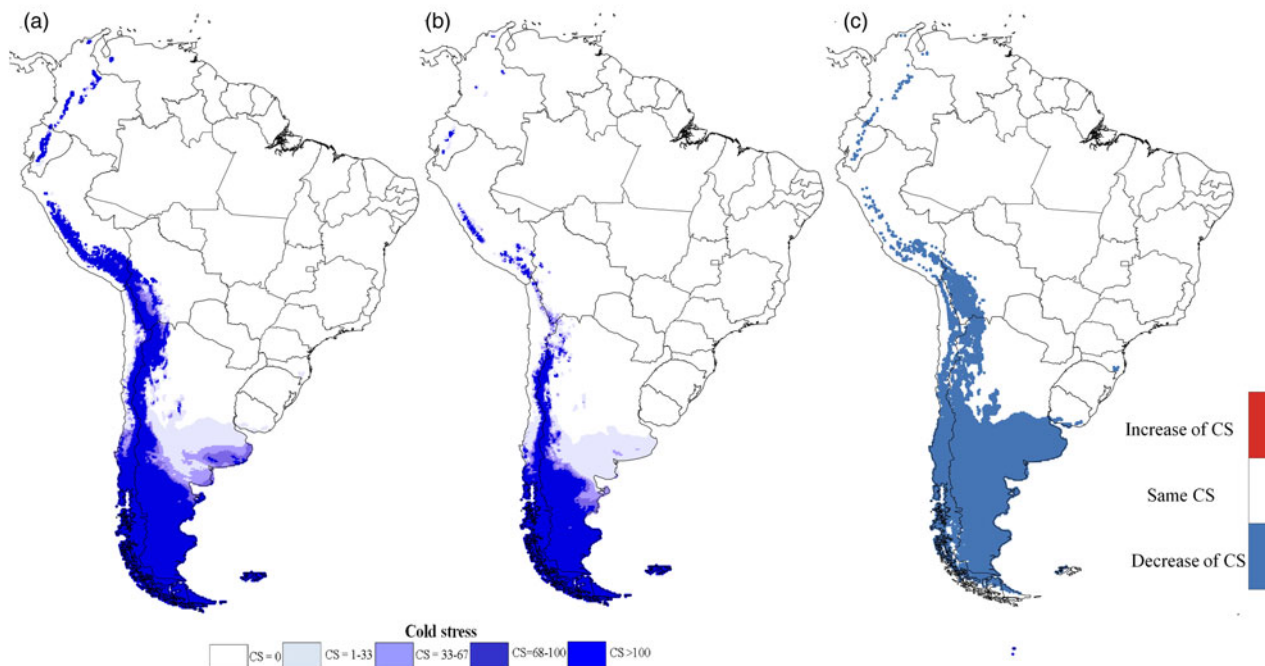 (a)
(b)
(c)
Increase of CS
Same CS
Decrease of CS
Cold stress
CS = 0
CS = 1-33
CS = 33-67
CS=68-100
CS >100